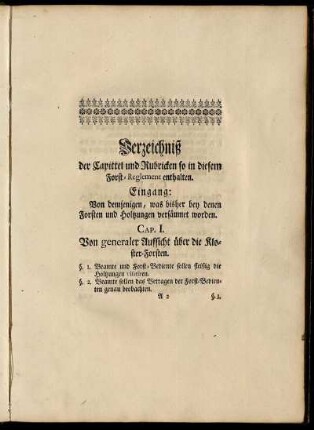 Verzeichniß
der Capittel und Rubricken so in diesem
Forst-Reglement enthalten.
Eingang:
Von demjenigen, was bißher bey denen
Forsten und Holtzungen versäumet worden.
CAP. I.
Von generaler Auffsicht über die Klo-
ster-Forsten.
§. 1. Beamte und Forst-Bediente sollen fleißig die
Holtzungen visitiren.
§. 2. Beamte sollen das Betragen der Forst-Bedien-
ten genau beobachten.
A 2 §. 3.